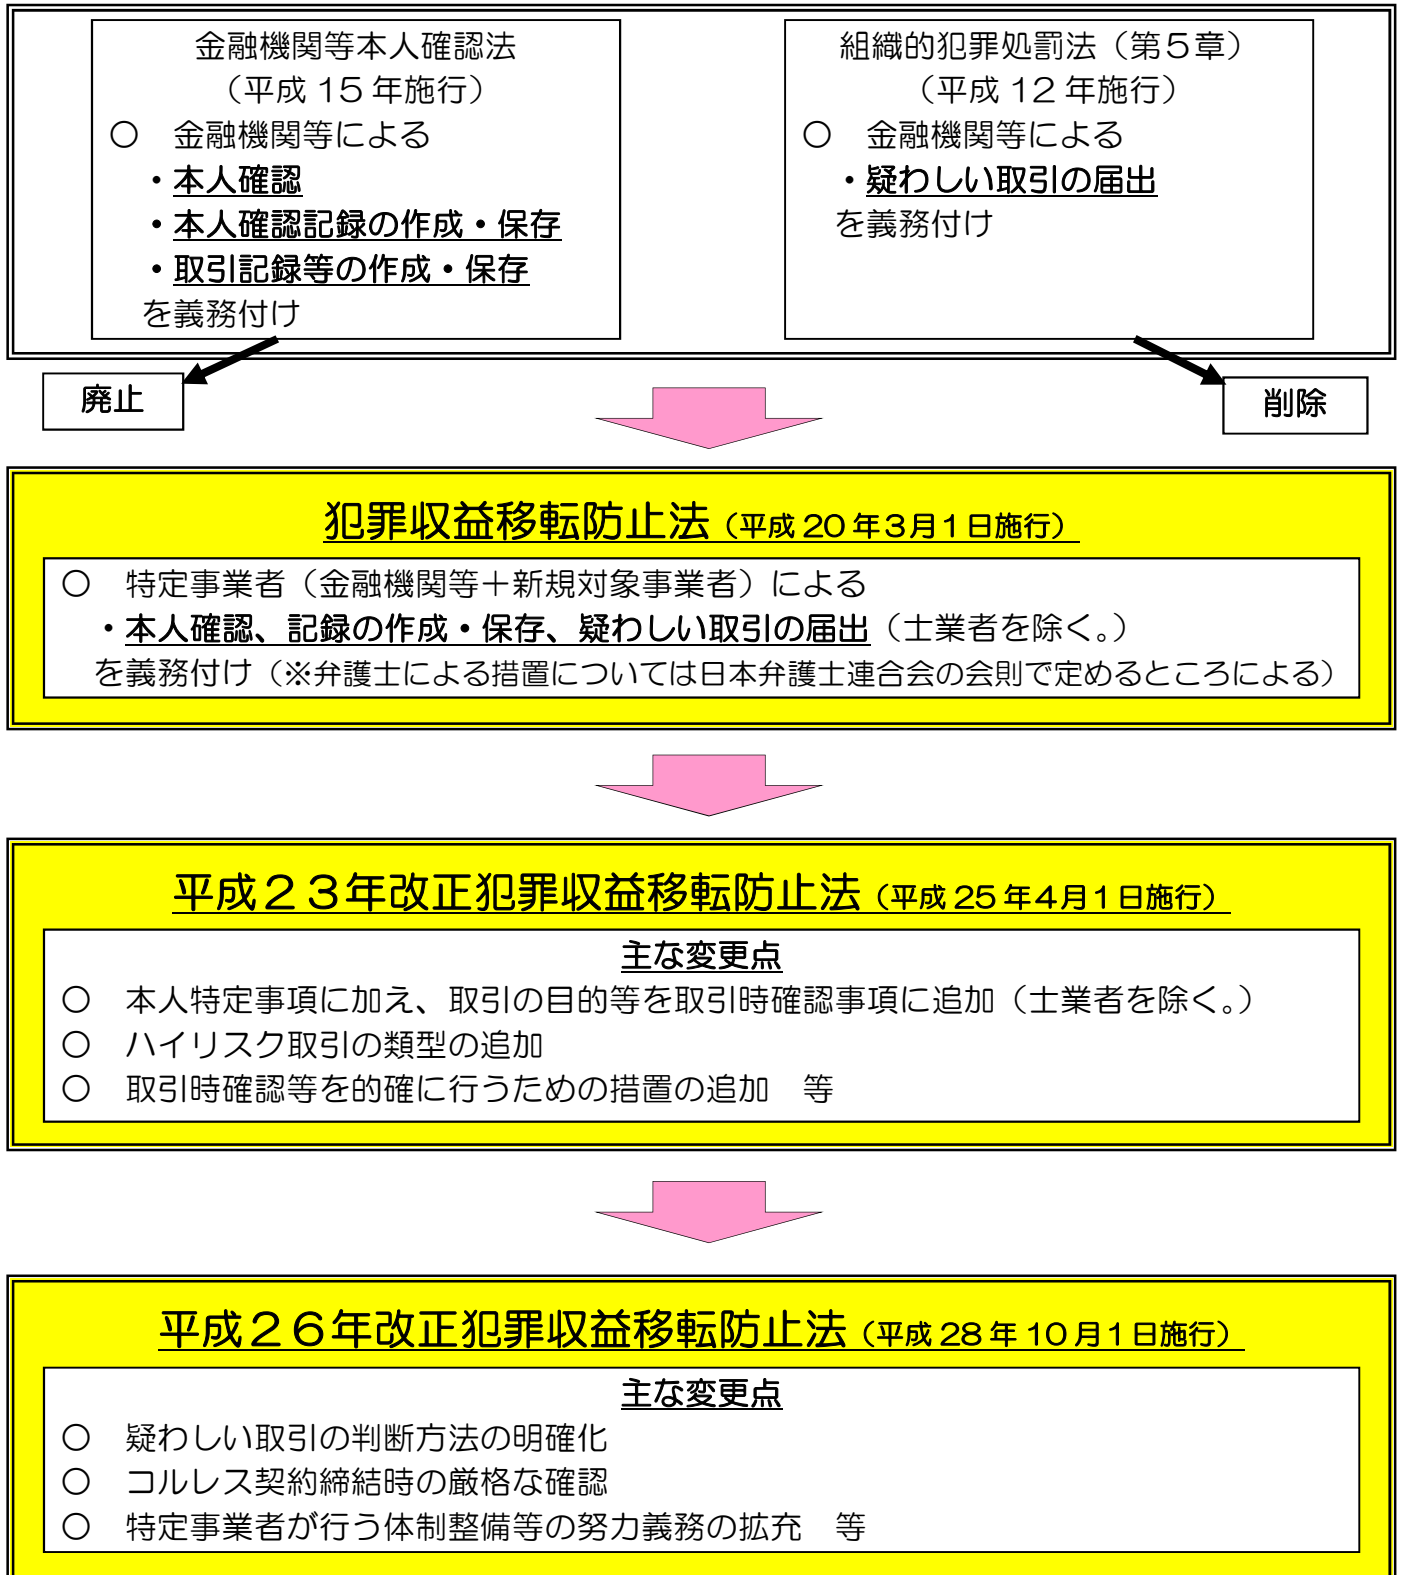 金融機関等本人確認法
（平成 15 年施行）
○　金融機関等による
・本人確認
・本人確認記録の作成・保存
・取引記録等の作成・保存
を義務付け
組織的犯罪処罰法（第５章）
（平成 12 年施行）
○　金融機関等による
・疑わしい取引の届出
を義務付け
廃止
削除
犯罪収益移転防止法（平成 20 年３月１日施行）
○　特定事業者（金融機関等＋新規対象事業者）による
・本人確認、記録の作成・保存、疑わしい取引の届出（士業者を除く。）
を義務付け（※弁護士による措置については日本弁護士連合会の会則で定めるところによる）
平成２３年改正犯罪収益移転防止法（平成 25 年４月１日施行）
主な変更点
○　本人特定事項に加え、取引の目的等を取引時確認事項に追加（士業者を除く。）
○　ハイリスク取引の類型の追加
○　取引時確認等を的確に行うための措置の追加　等
平成２６年改正犯罪収益移転防止法（平成 28 年 10 月１日施行）
主な変更点
○　疑わしい取引の判断方法の明確化
○　コルレス契約締結時の厳格な確認
○　特定事業者が行う体制整備等の努力義務の拡充　等